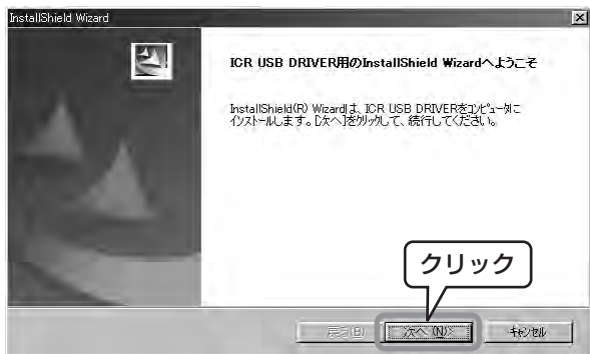 InstallShield Wizard
ICR USB DRIVER用のInstallShield Wizardへようこそ
InstallShield(R) Wizardは、ICR USB DRIVERをコンピュータに
インストールします。[次へ]をクリックして、続行してください。
クリック
戻る(B)
次へ(N)>
キャンセル